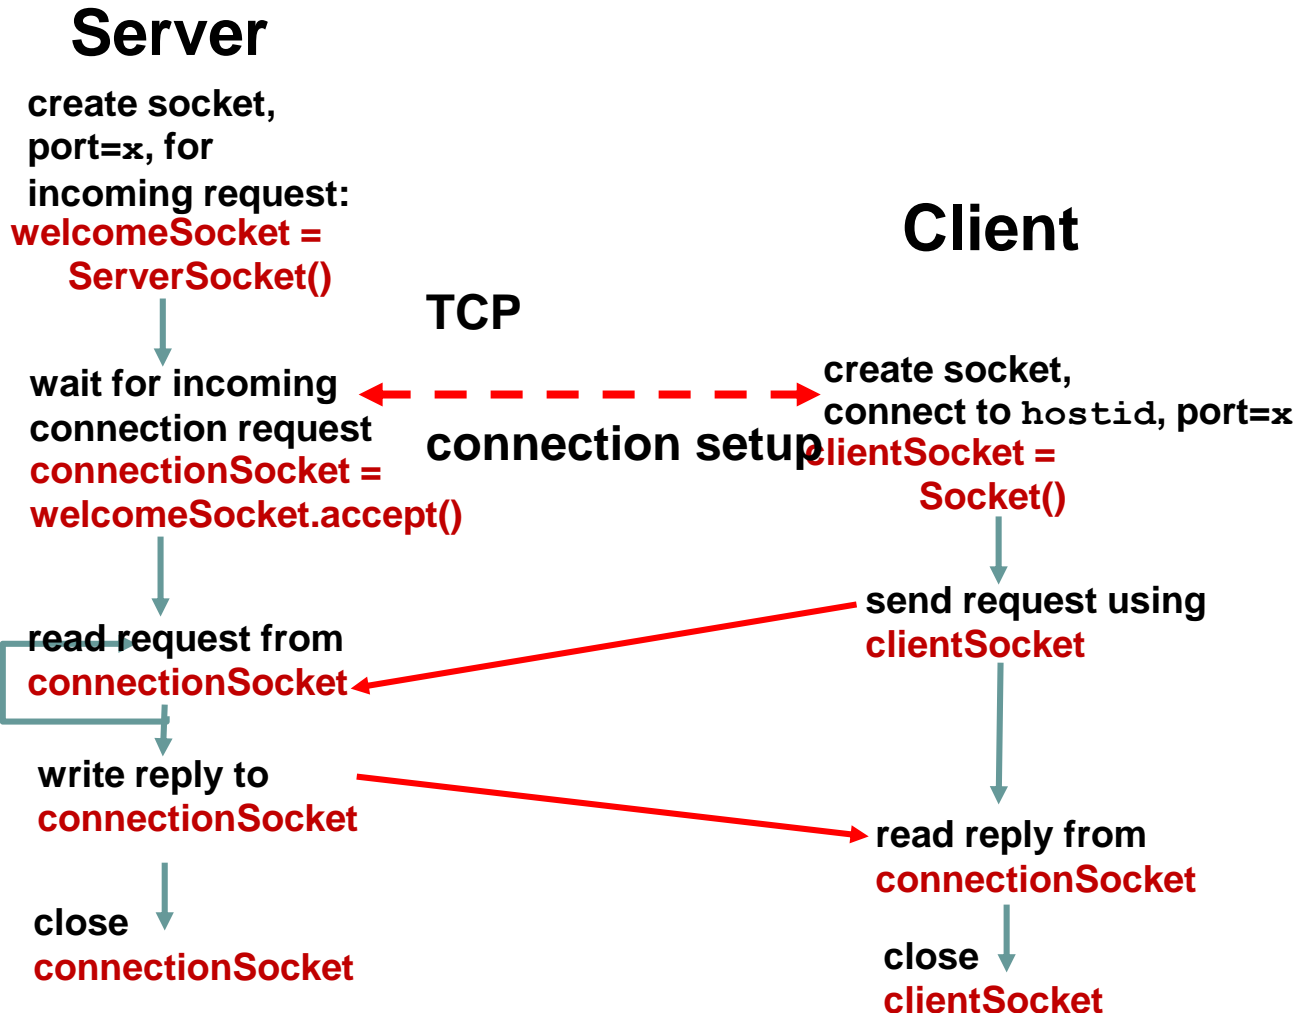 Server
create socket,
port=x, for
incoming request:
welcomeSocket =
ServerSocket()
wait for incoming
connection request
connectionSocket =
welcomeSocket.accept()
read request from
connectionSocket
write reply to
connectionSocket
close
connectionSocket
TCP
connection setup
Client
create socket,
connect to hostid, port=x
clientSocket =
Socket()
send request using
clientSocket
read reply from
connectionSocket
close
clientSocket